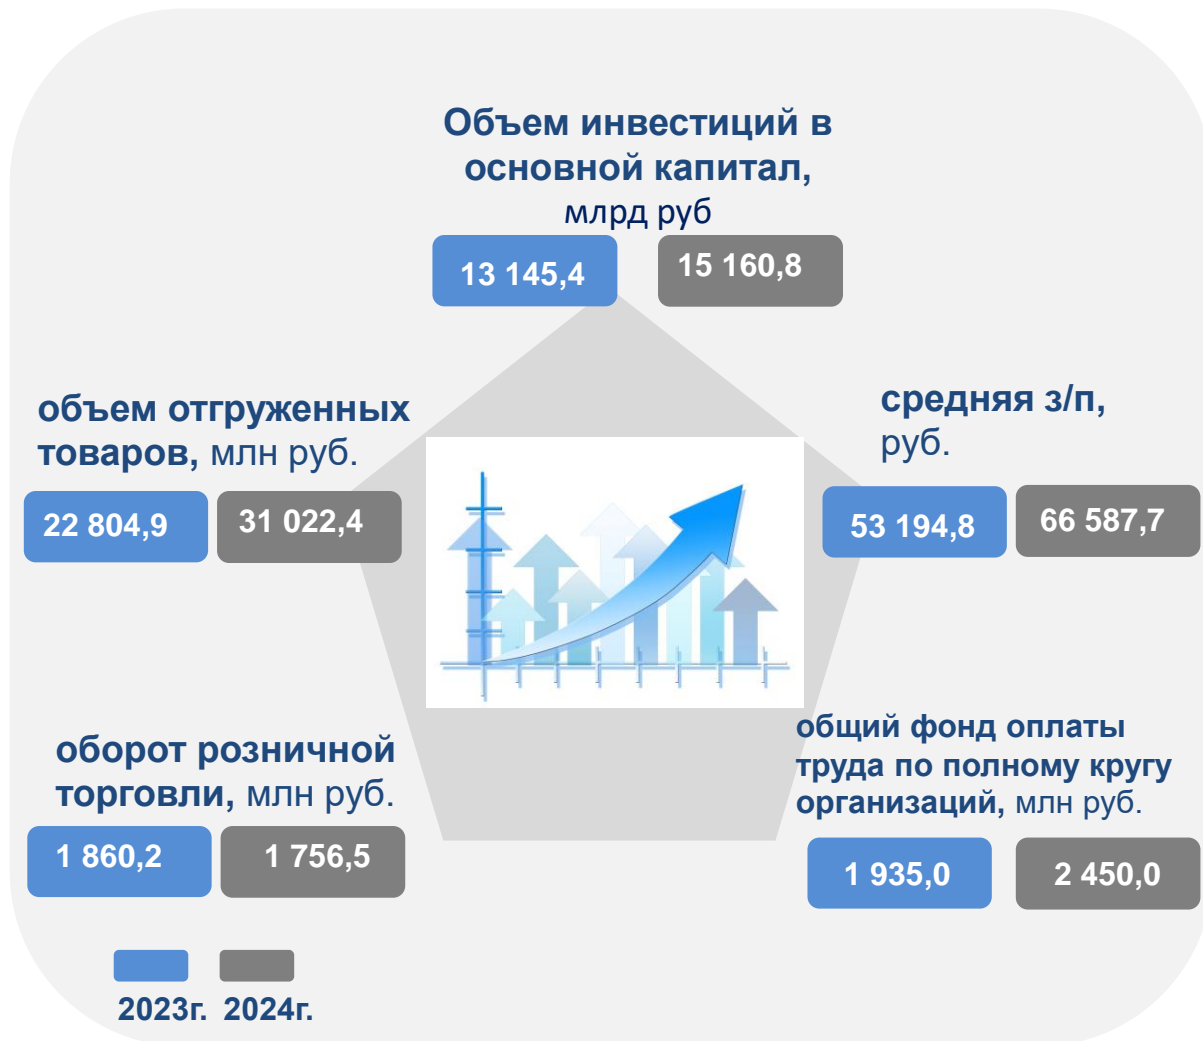 Объем инвестиций в
основной капитал,
млрд руб
13 145,4
15 160,8
объем отгруженных
товаров, млн руб.
22 804,9
31 022,4
средняя з/п,
руб.
53 194,8
66 587,7
оборот розничной
торговли, млн руб.
1 860,2
1 756,5
общий фонд оплаты
труда по полному кругу
организаций, млн руб.
1 935,0
2 450,0
2023г. 2024г.